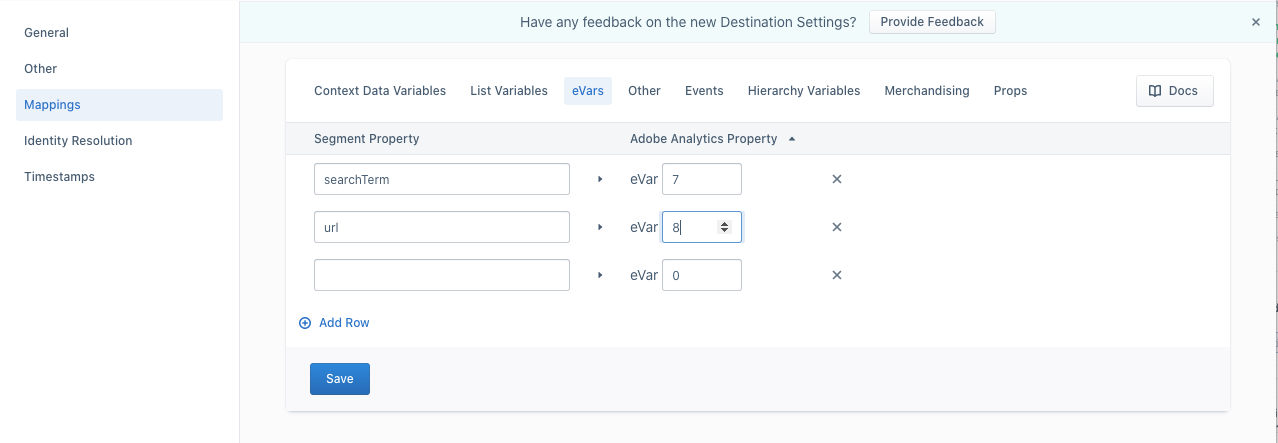 Have any feedback on the new Destination Settings? Provide Feedback
General
Other
Mappings
Identity Resolution
Timestamps
Context Data Variables List Variables eVars Other Events Hierarchy Variables Merchandising Props Docs
Segment Property Adobe Analytics Property
searchTerm eVar 7
url eVar 8
eVar 0
Add Row
Save